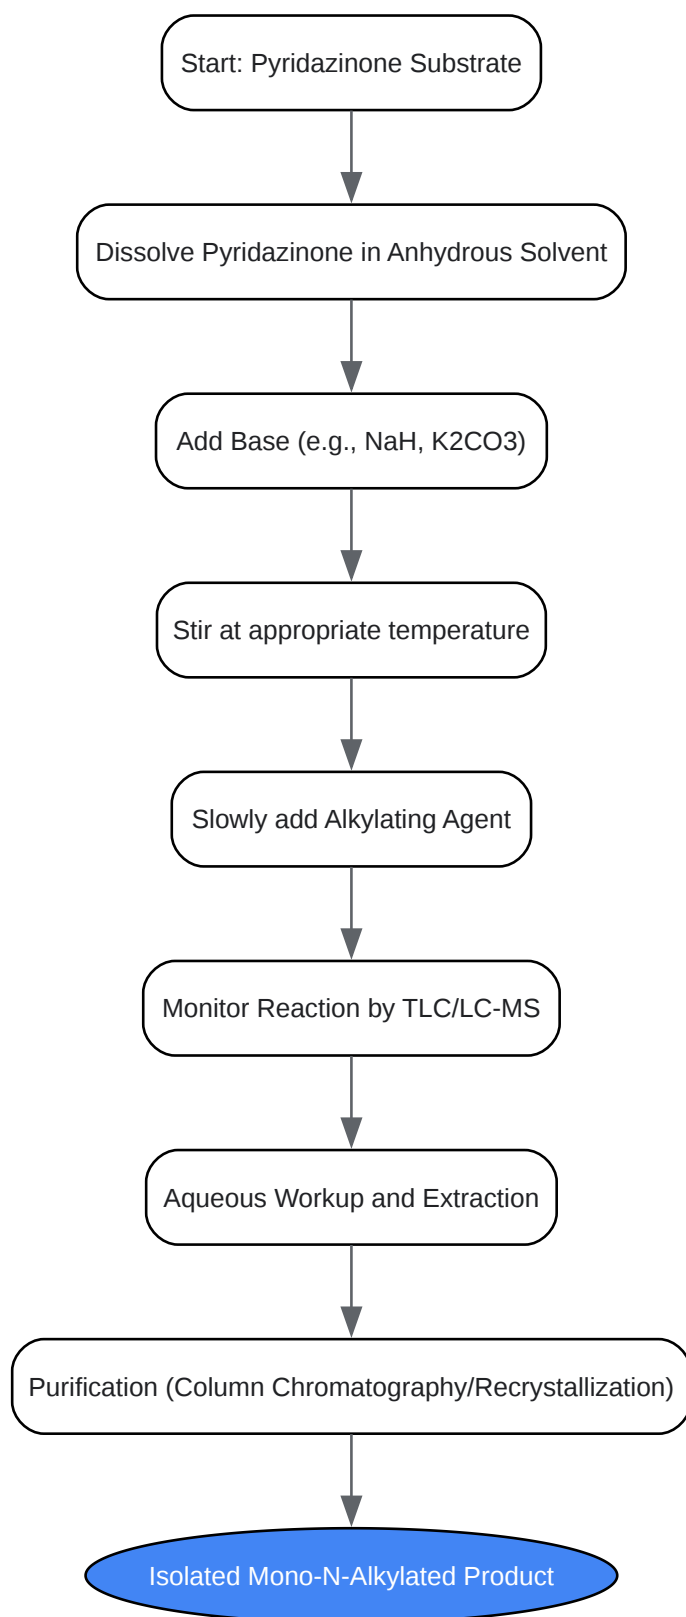 Start: Pyridazinone Substrate
Dissolve Pyridazinone in Anhydrous Solvent
Add Base (e.g., NaH, K2CO3)
Stir at appropriate temperature
Slowly add Alkylating Agent
Monitor Reaction by TLC/LC-MS
Aqueous Workup and Extraction
Purification (Column Chromatography/Recrystallization)
Isolated Mono-N-Alkylated Product